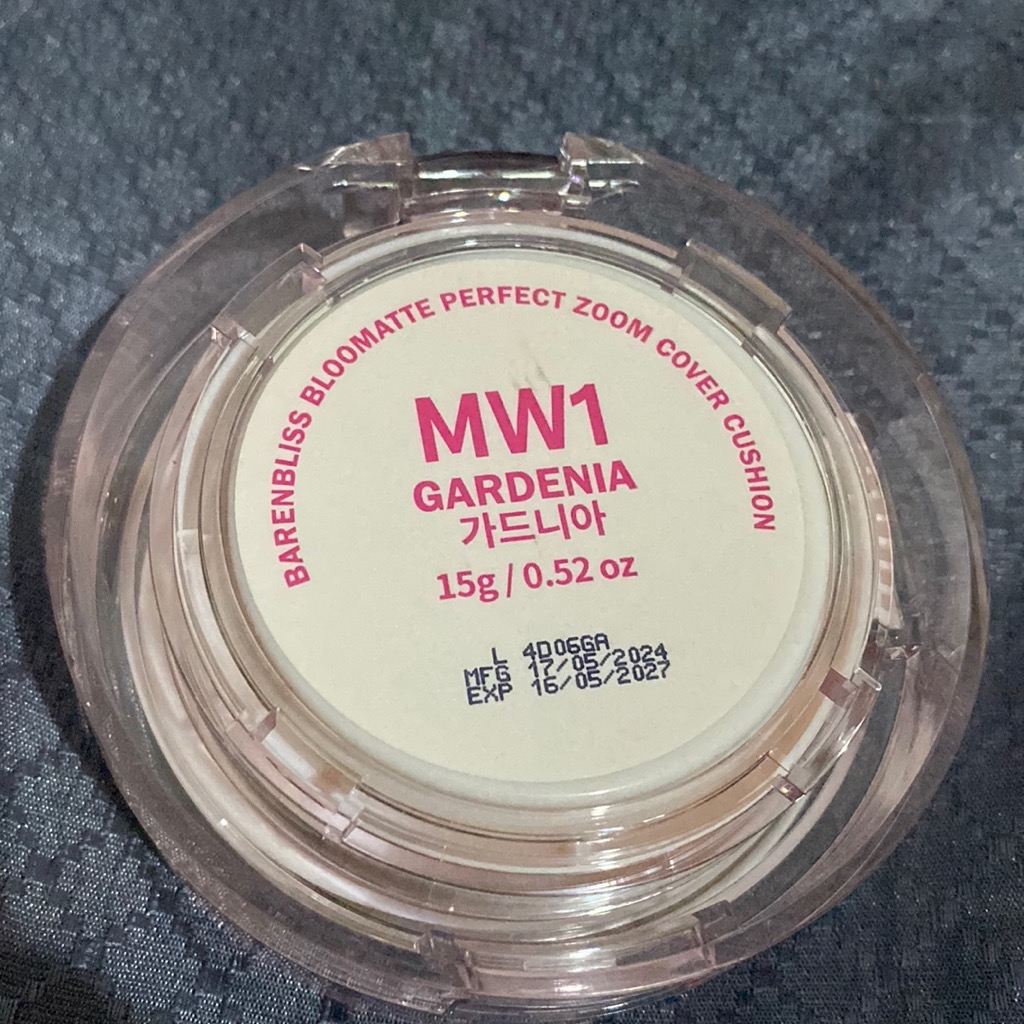 BARENBLISS BLOOMATTE PERFECT ZOOM COVER CUSHION
MW1
GARDENIA
가드니아
15g / 0.52 oz
L 4D06GA
MFG 17/05/2024
EXP 16/05/2027